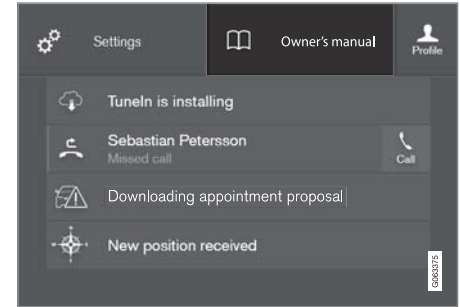 Settings
Owner's manual
Profile
TuneIn is installing
Sebastian Petersson
Missed call
Call
Downloading appointment proposal
New position received
G063375